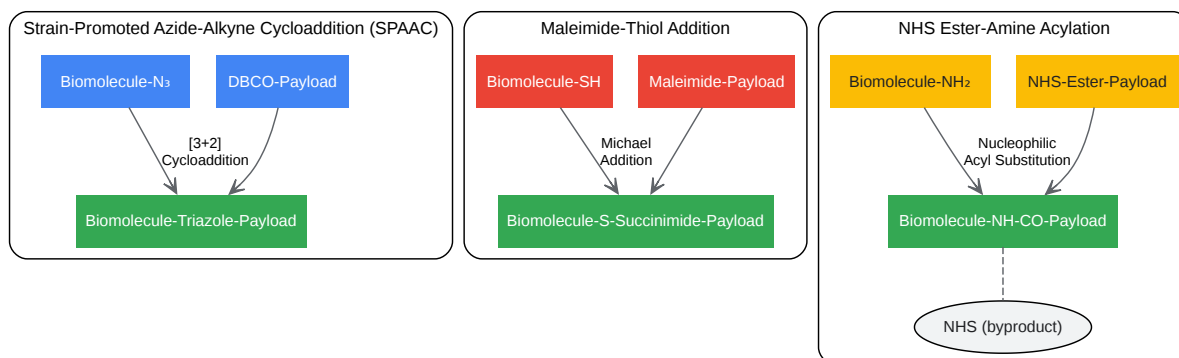 Strain-Promoted Azide-Alkyne Cycloaddition (SPAAC)
Biomolecule-N₃
DBCO-Payload
[3+2]
Cycloaddition
Biomolecule-Triazole-Payload
Maleimide-Thiol Addition
Biomolecule-SH
Maleimide-Payload
Michael
Addition
Biomolecule-S-Succinimide-Payload
NHS Ester-Amine Acylation
Biomolecule-NH₂
NHS-Ester-Payload
Nucleophilic
Acyl Substitution
Biomolecule-NH-CO-Payload
NHS (byproduct)